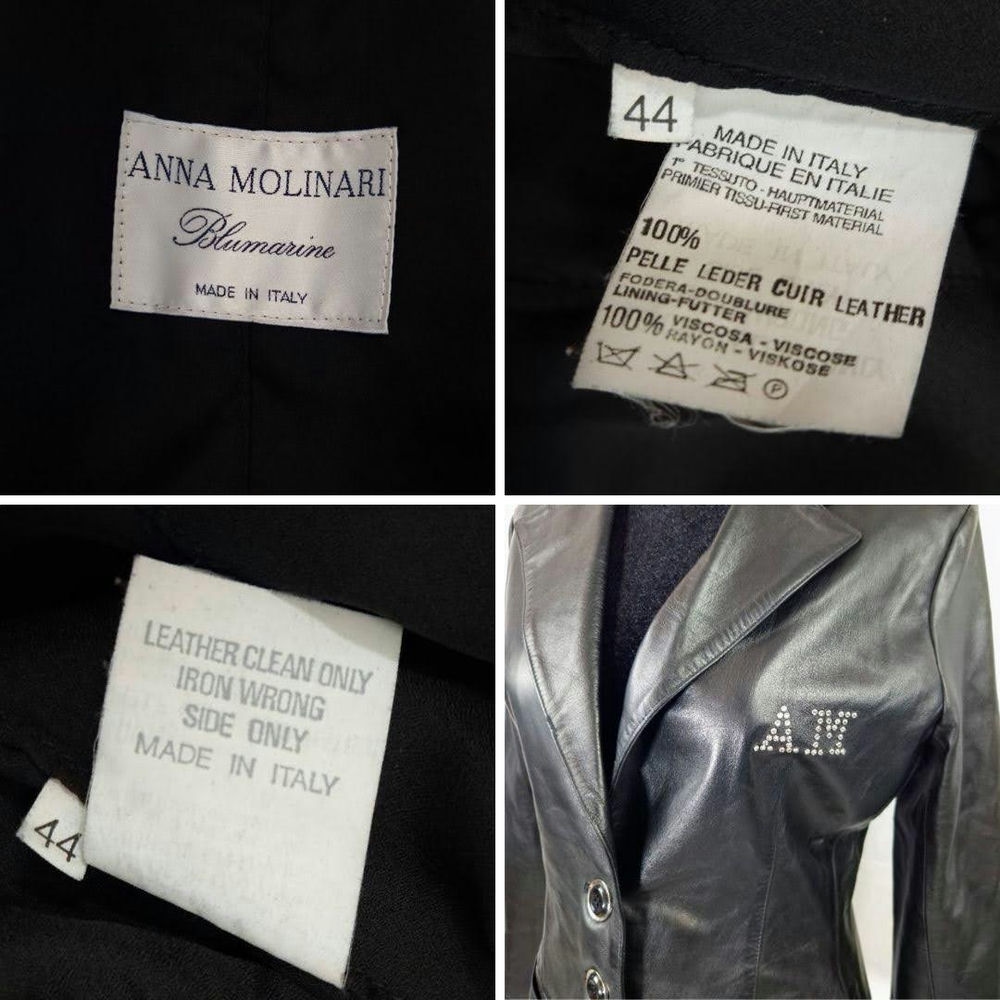 ANNA MOLINARI
Blumarine
MADE IN ITALY
44
MADE IN ITALY
FABRIQUE EN ITALIE
1° TESSUTO - HAUPTMATERIAL
PRIMIER TISSU-FIRST MATERIAL
100%
PELLE LEDER CUIR LEATHER
FODERA-DOUBLURE
LINING-FUTTER
100% VISCOSA - VISCOSE
RAYON - VISKOSE
P
LEATHER CLEAN ONLY
IRON WRONG
SIDE ONLY
MADE IN ITALY
44
AM